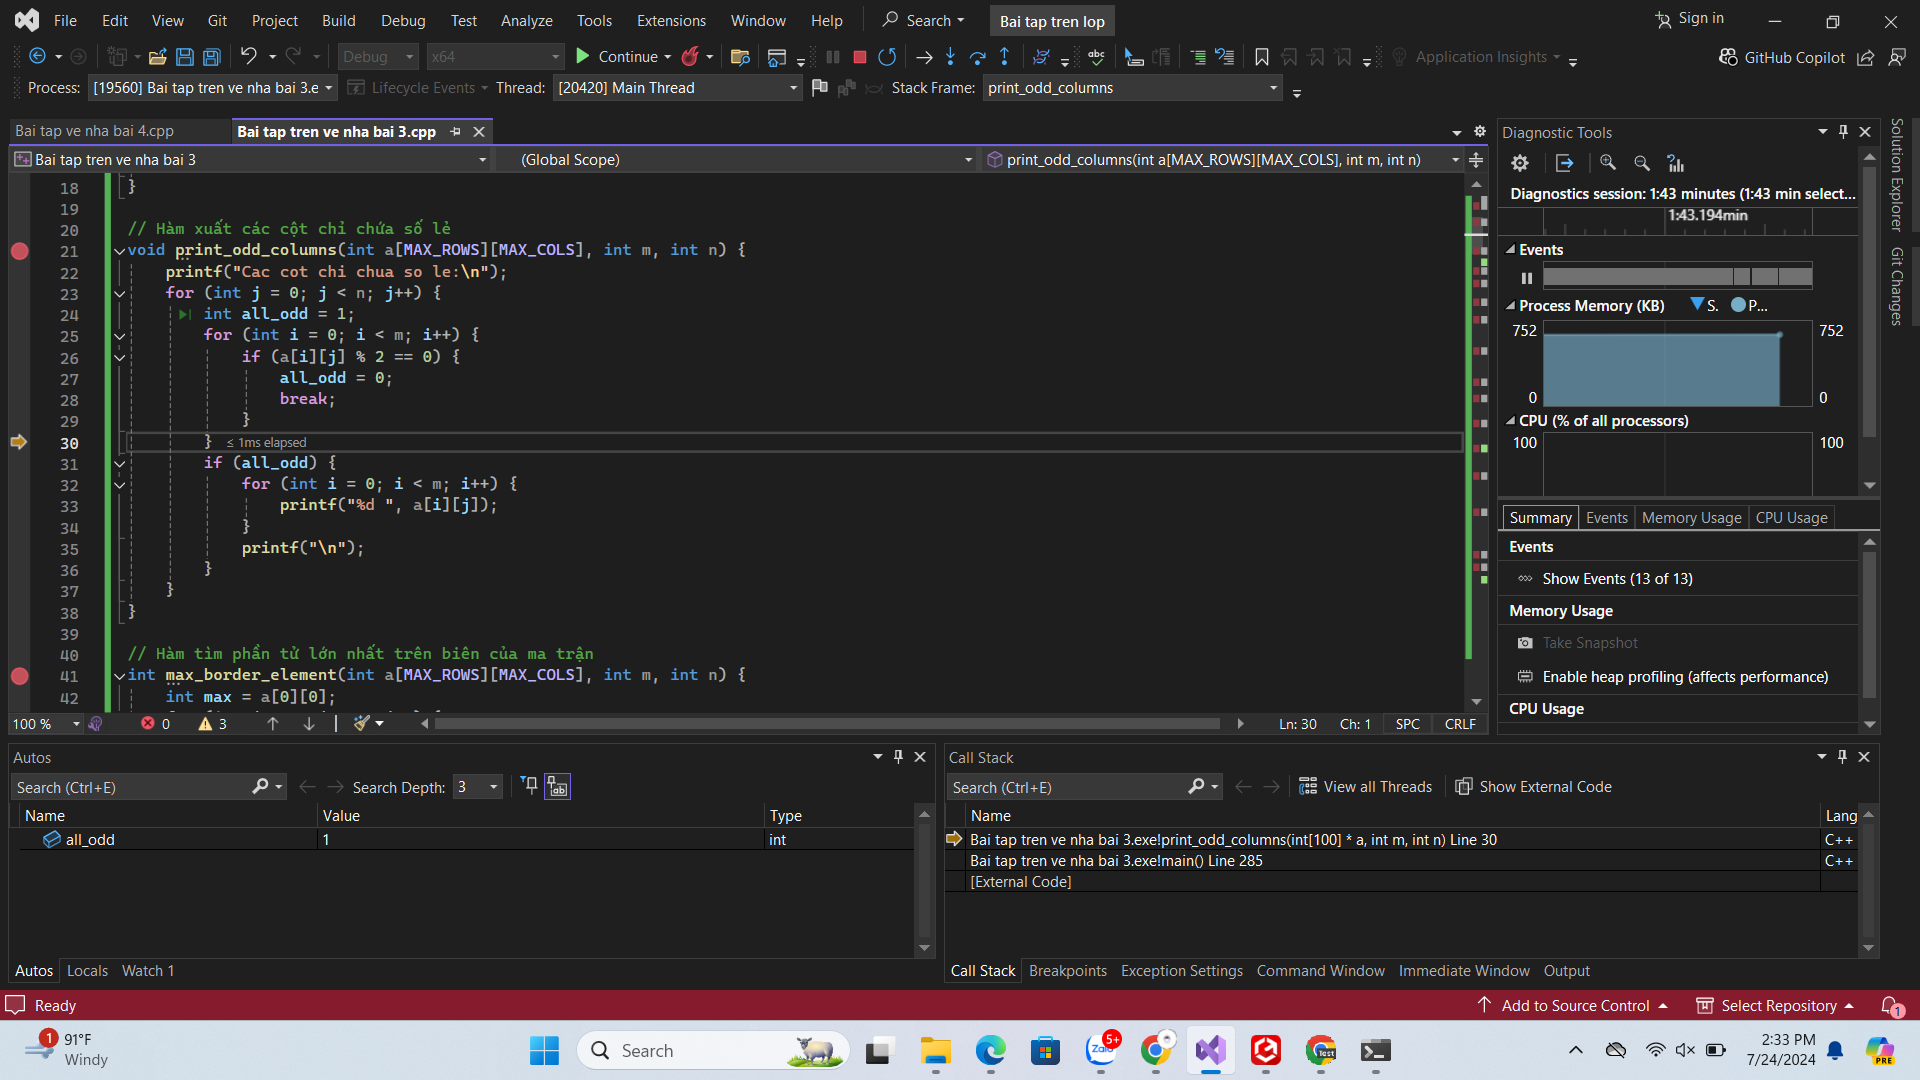 File Edit View Git Project Build Debug Test Analyze Tools Extensions Window Help Search Bai tap tren lop Sign in
Debug x64 Continue Application Insights GitHub Copilot
Process: [19560] Bai tap tren ve nha bai 3.e Lifecycle Events Thread: [20420] Main Thread Stack Frame: print_odd_columns
Bai tap ve nha bai 4.cpp Bai tap tren ve nha bai 3.cpp
Bai tap tren ve nha bai 3 (Global Scope) print_odd_columns(int a[MAX_ROWS][MAX_COLS], int m, int n)
18 }
19
20 // Hàm xuất các cột chỉ chứa số lẻ
21 void print_odd_columns(int a[MAX_ROWS][MAX_COLS], int m, int n) {
22 printf("Cac cot chi chua so le:\n");
23 for (int j = 0; j < n; j++) {
24 int all_odd = 1;
25 for (int i = 0; i < m; i++) {
26 if (a[i][j] % 2 == 0) {
27 all_odd = 0;
28 break;
29 }
30 } ≤ 1ms elapsed
31 if (all_odd) {
32 for (int i = 0; i < m; i++) {
33 printf("%d ", a[i][j]);
34 }
35 printf("\n");
36 }
37 }
38 }
39
40 // Hàm tìm phần tử lớn nhất trên biên của ma trận
41 int max_border_element(int a[MAX_ROWS][MAX_COLS], int m, int n) {
42 int max = a[0][0];
100 % 0 3 Ln: 30 Ch: 1 SPC CRLF
Diagnostic Tools
Diagnostics session: 1:43 minutes (1:43 min select...
1:43.194min
Events
Process Memory (KB) S. P...
752 752
0 0
CPU (% of all processors)
100 100
Summary Events Memory Usage CPU Usage
Events
Show Events (13 of 13)
Memory Usage
Take Snapshot
Enable heap profiling (affects performance)
CPU Usage
Solution Explorer
Git Changes
Autos
Search (Ctrl+E) Search Depth: 3
Name Value Type
all_odd 1 int
Autos Locals Watch 1
Call Stack
Search (Ctrl+E) View all Threads Show External Code
Name Lang
Bai tap tren ve nha bai 3.exe!print_odd_columns(int[100] * a, int m, int n) Line 30 C++
Bai tap tren ve nha bai 3.exe!main() Line 285 C++
[External Code]
Call Stack Breakpoints Exception Settings Command Window Immediate Window Output
Ready Add to Source Control Select Repository 1
1 91°F
Windy
Search
Zalo 5+
Test
PRE
2:33 PM
7/24/2024